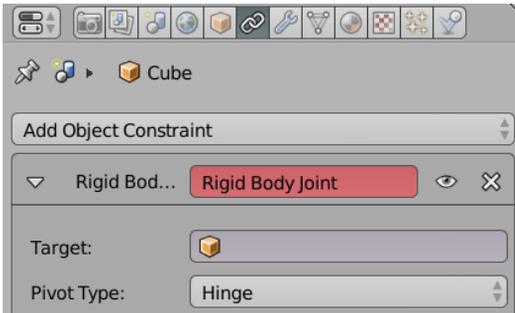 Cube
Add Object Constraint
Rigid Bod... Rigid Body Joint
Target:
Pivot Type: Hinge